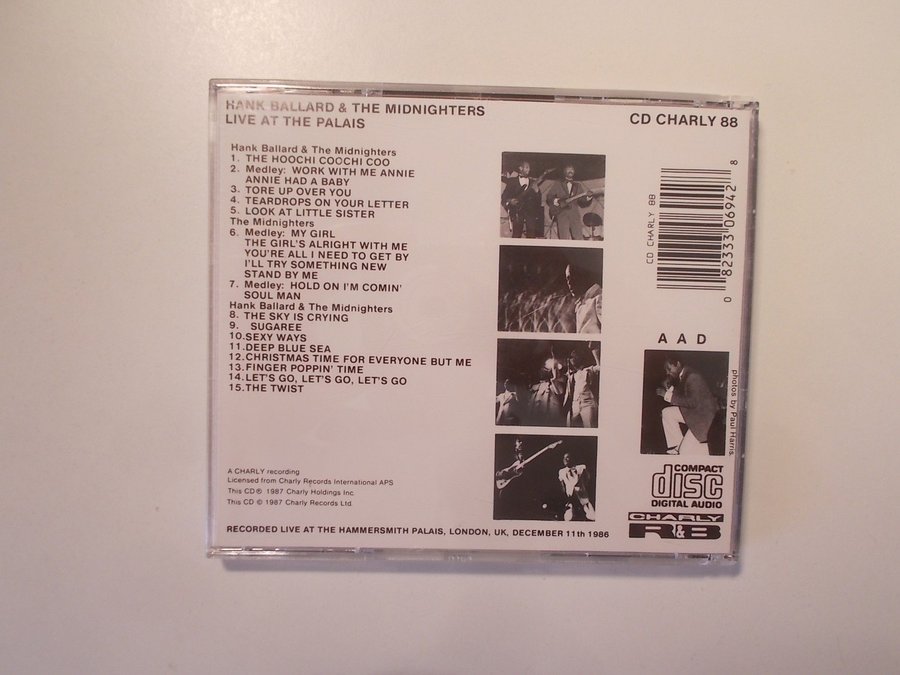 HANK BALLARD & THE MIDNIGHTERS
LIVE AT THE PALAIS
CD CHARLY 88
Hank Ballard & The Midnighters
1. THE HOOCHI COOCHI COO
2. Medley: WORK WITH ME ANNIE
ANNIE HAD A BABY
3. TORE UP OVER YOU
4. TEARDROPS ON YOUR LETTER
5. LOOK AT LITTLE SISTER
The Midnighters
6. Medley: MY GIRL
THE GIRL'S ALRIGHT WITH ME
YOU'RE ALL I NEED TO GET BY
I'LL TRY SOMETHING NEW
STAND BY ME
7. Medley: HOLD ON I'M COMIN'
SOUL MAN
Hank Ballard & The Midnighters
8. THE SKY IS CRYING
9. SUGAREE
10. SEXY WAYS
11. DEEP BLUE SEA
12. CHRISTMAS TIME FOR EVERYONE BUT ME
13. FINGER POPPIN' TIME
14. LET'S GO, LET'S GO, LET'S GO
15. THE TWIST
A CHARLY recording
Licensed from Charly Records International APS
This CD ℗ 1987 Charly Holdings Inc.
This CD © 1987 Charly Records Ltd.
RECORDED LIVE AT THE HAMMERSMITH PALAIS, LONDON, UK, DECEMBER 11th 1986
CD CHARLY 88
0 82333 06942 8
A A D
photos by Paul Harris.
COMPACT
disc
DIGITAL AUDIO
CHARLY
R&B